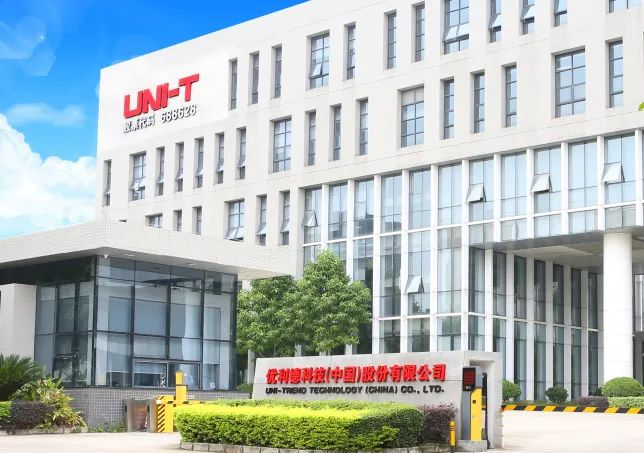 UNI-T
股票代码 688628
优利德科技(中国)股份有限公司
UNI-TREND TECHNOLOGY (CHINA) CO., LTD.